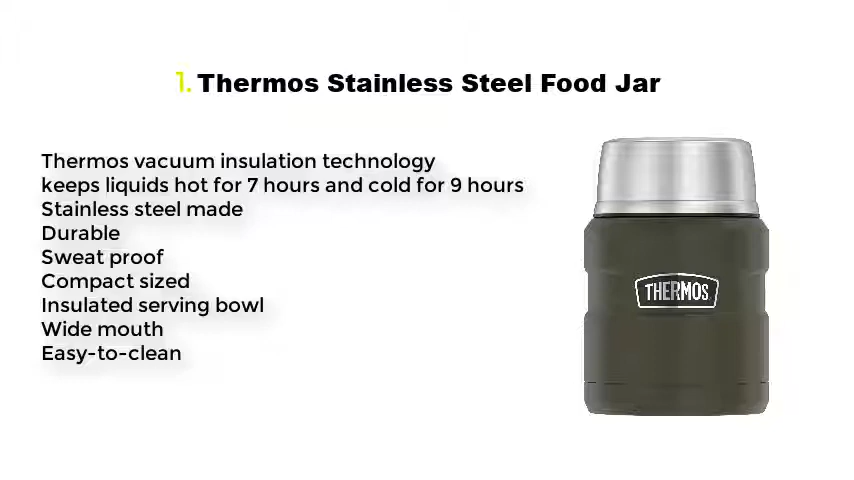 1. Thermos Stainless Steel Food Jar
Thermos vacuum insulation technology
keeps liquids hot for 7 hours and cold for 9 hours
Stainless steel made
Durable
Sweat proof
Compact sized
Insulated serving bowl
Wide mouth
Easy-to-clean
THERMOS